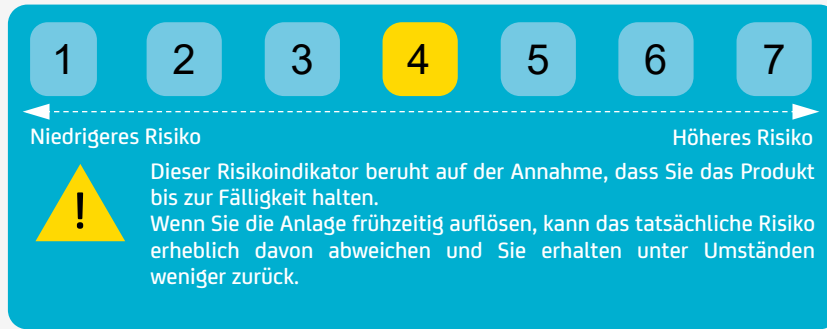 1 2 3 4 5 6 7
Niedrigeres Risiko Höheres Risiko
Dieser Risikoindikator beruht auf der Annahme, dass Sie das Produkt
bis zur Fälligkeit halten.
Wenn Sie die Anlage frühzeitig auflösen, kann das tatsächliche Risiko
erheblich davon abweichen und Sie erhalten unter Umständen
weniger zurück.
!